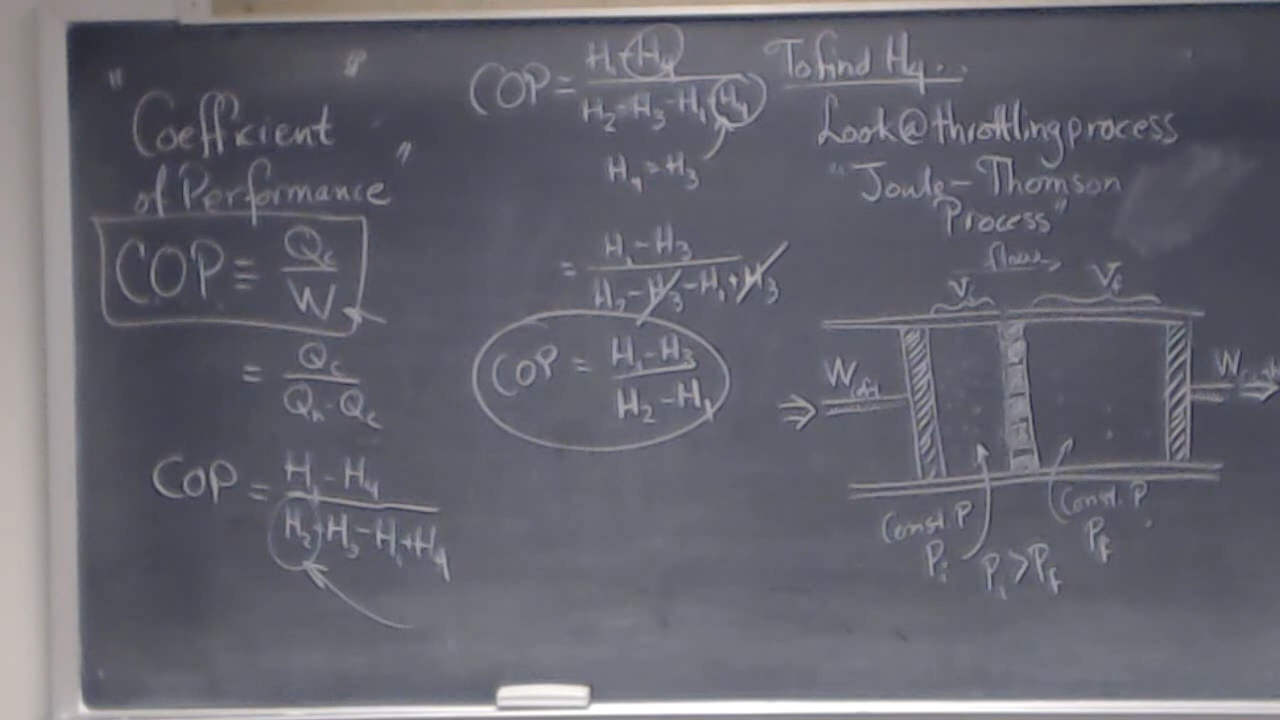 "Coefficient
of Performance"
COP ≡ Qc / W
= Qc / Qh - Qc
COP = H1 - H4 / H2 - H3 - H1 + H4
COP = H1 - H4 / H2 - H3 - H1 + H4
H4 = H3
= H1 - H3 / H2 - H3 - H1 + H3
COP = H1 - H3 / H2 - H1
To find H4...
Look @ throttling process
"Joule-Thomson
Process"
flow
Vi
Vf
Wleft
Wright
Const. P
Pi
Pi > Pf
Const. P
Pf